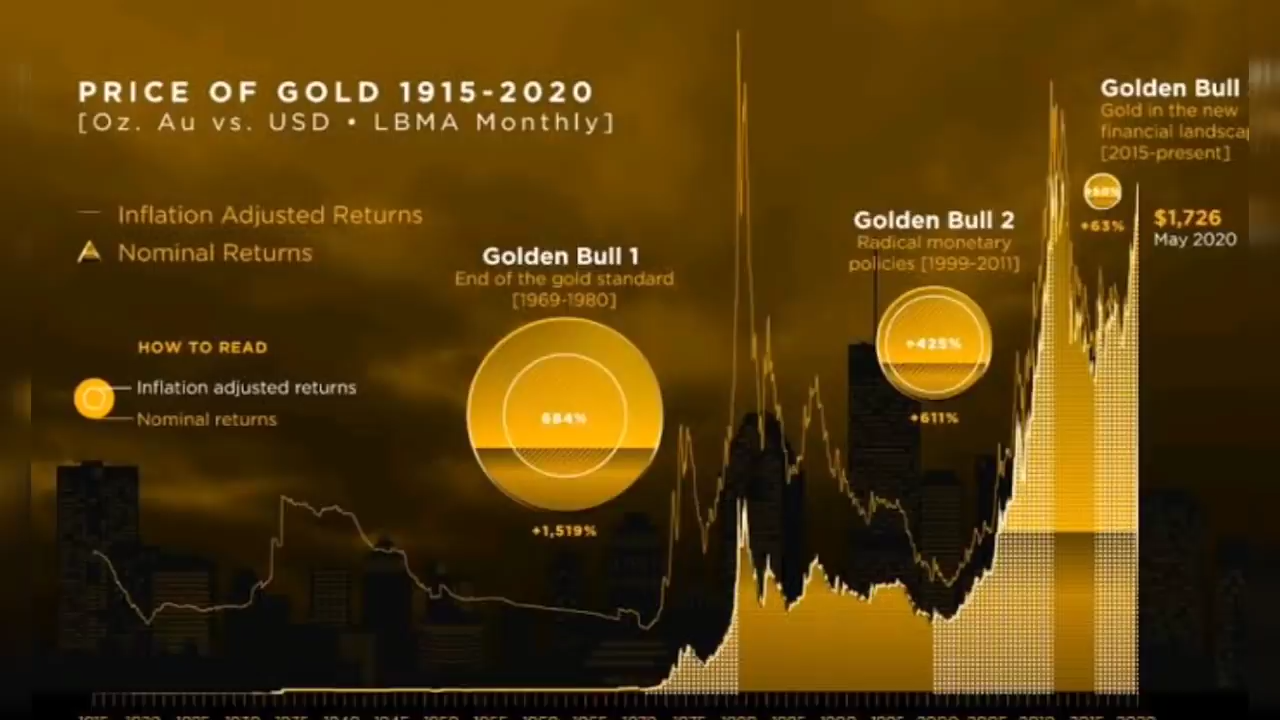 PRICE OF GOLD 1915-2020
[Oz. Au vs. USD • LBMA Monthly]
Inflation Adjusted Returns
Nominal Returns
HOW TO READ
Inflation adjusted returns
Nominal returns
Golden Bull 1
End of the gold standard
[1969-1980]
684%
+1,519%
Golden Bull 2
Radical monetary
policies [1999-2011]
+425%
+611%
Golden Bull
Gold in the new
financial
[2015-present]
+63%
$1,726
May 2020